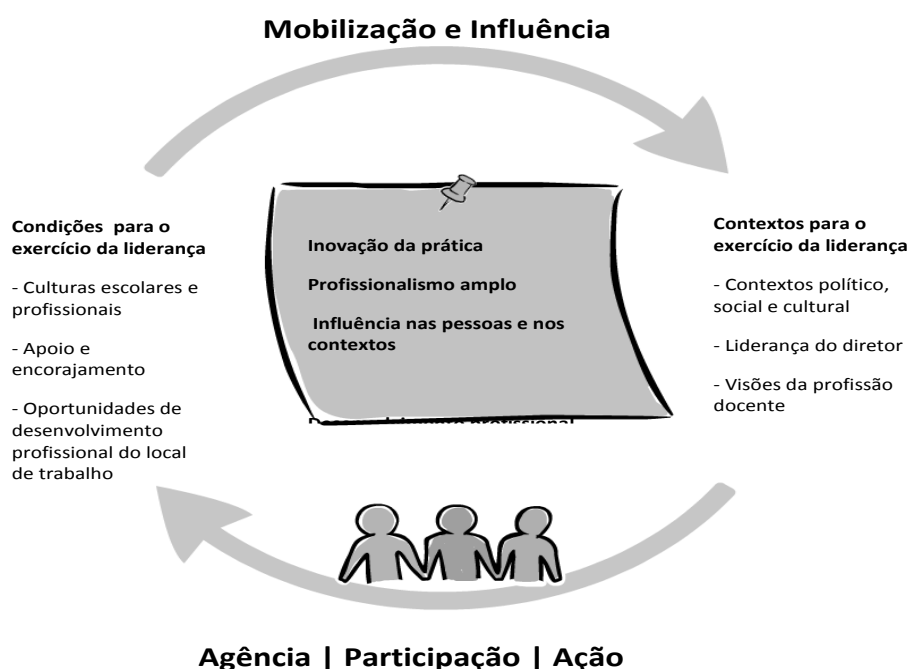 Mobilização e Influência
Condições para o
exercício da liderança
- Culturas escolares e
profissionais
- Apoio e
encorajamento
- Oportunidades de
desenvolvimento
profissional do local
de trabalho
Inovação da prática
Profissionalismo amplo
Influência nas pessoas e nos
contextos
profissional
Contextos para o
exercício da liderança
- Contextos político,
social e cultural
- Liderança do diretor
- Visões da profissão
docente
Agência | Participação | Ação